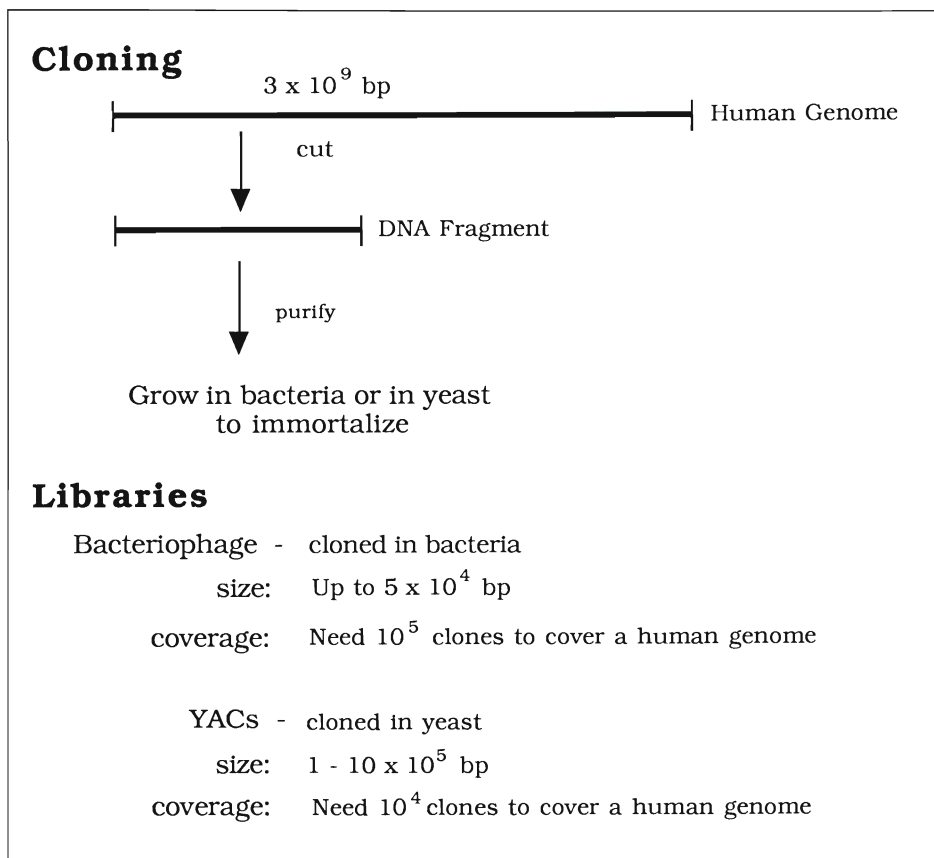 Cloning
3 x 10^9 bp
Human Genome
cut
DNA Fragment
purify
Grow in bacteria or in yeast
to immortalize
Libraries
Bacteriophage - cloned in bacteria
size: Up to 5 x 10^4 bp
coverage: Need 10^5 clones to cover a human genome
YACs - cloned in yeast
size: 1 - 10 x 10^5 bp
coverage: Need 10^4 clones to cover a human genome